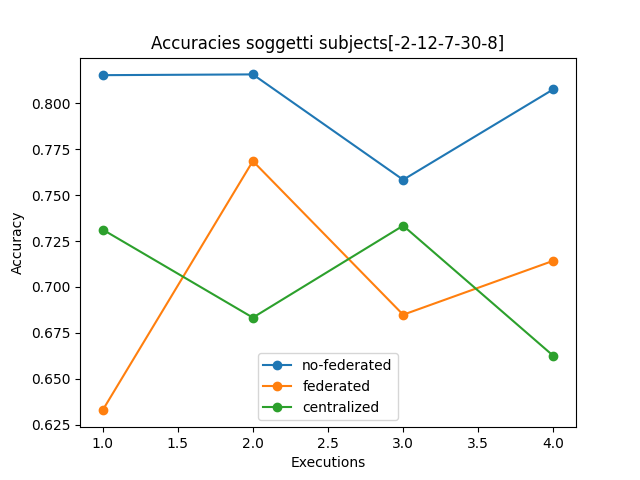 Accuracies soggetti subjects[-2-12-7-30-8]
0.800
0.775
0.750
0.725
0.700
0.675
0.650
0.625
Accuracy
no-federated
federated
centralized
1.0 1.5 2.0 2.5 3.0 3.5 4.0
Executions